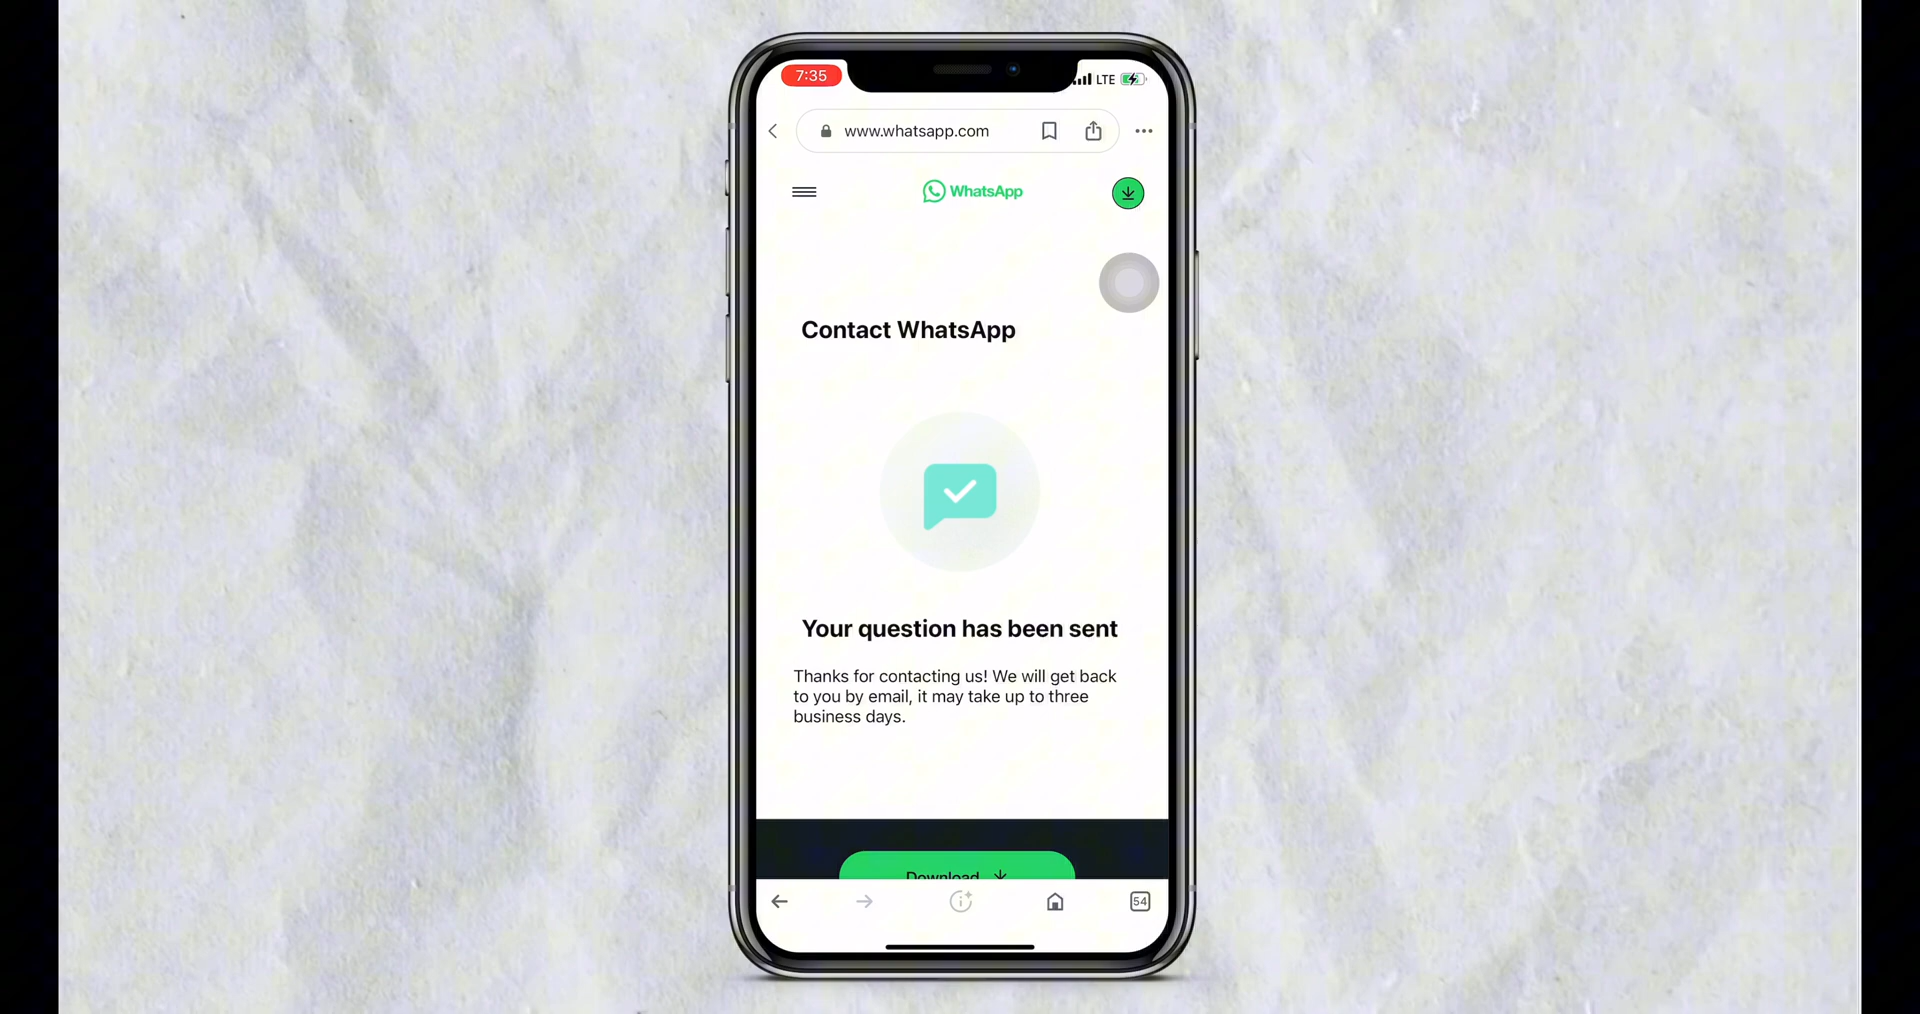 7:35
LTE
www.whatsapp.com
WhatsApp
Contact WhatsApp
Your question has been sent
Thanks for contacting us! We will get back
to you by email, it may take up to three
business days.
Download
54